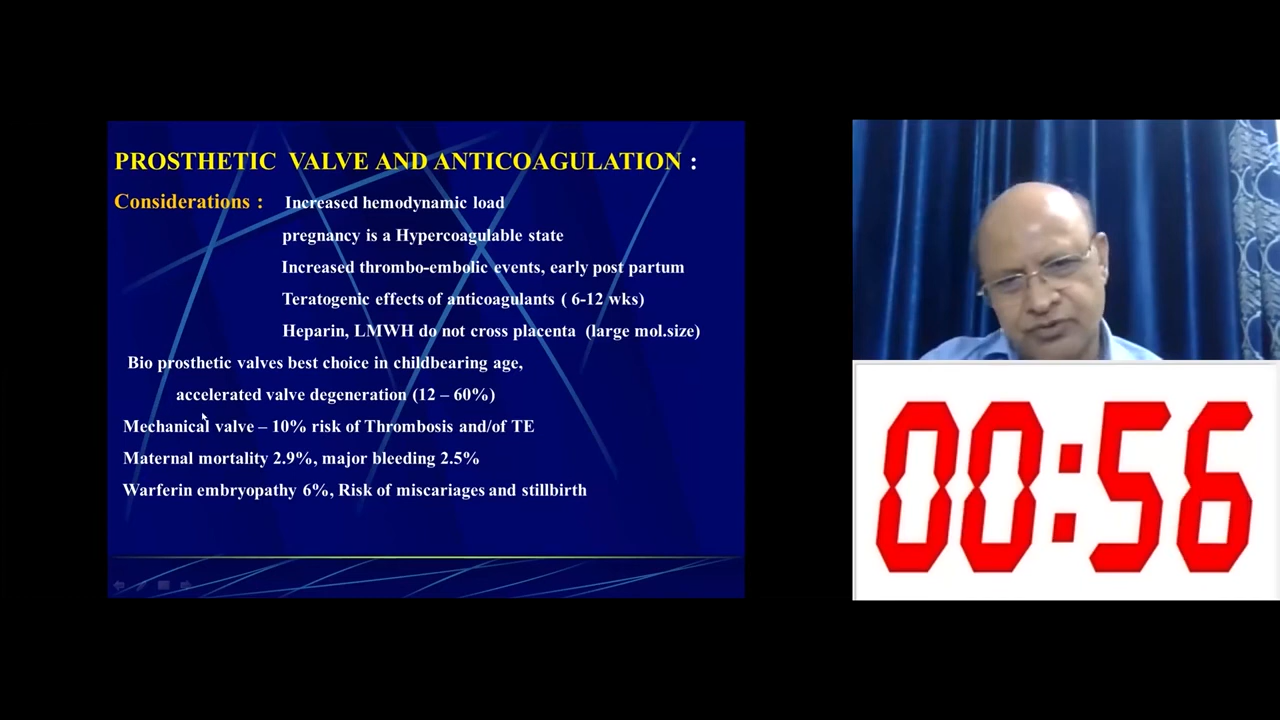 PROSTHETIC VALVE AND ANTICOAGULATION :
Considerations : Increased hemodynamic load
pregnancy is a Hypercoagulable state
Increased thrombo-embolic events, early post partum
Teratogenic effects of anticoagulants ( 6-12 wks)
Heparin, LMWH do not cross placenta (large mol.size)
Bio prosthetic valves best choice in childbearing age,
accelerated valve degeneration (12 – 60%)
Mechanical valve – 10% risk of Thrombosis and/of TE
Maternal mortality 2.9%, major bleeding 2.5%
Warferin embryopathy 6%, Risk of miscariages and stillbirth
00:56